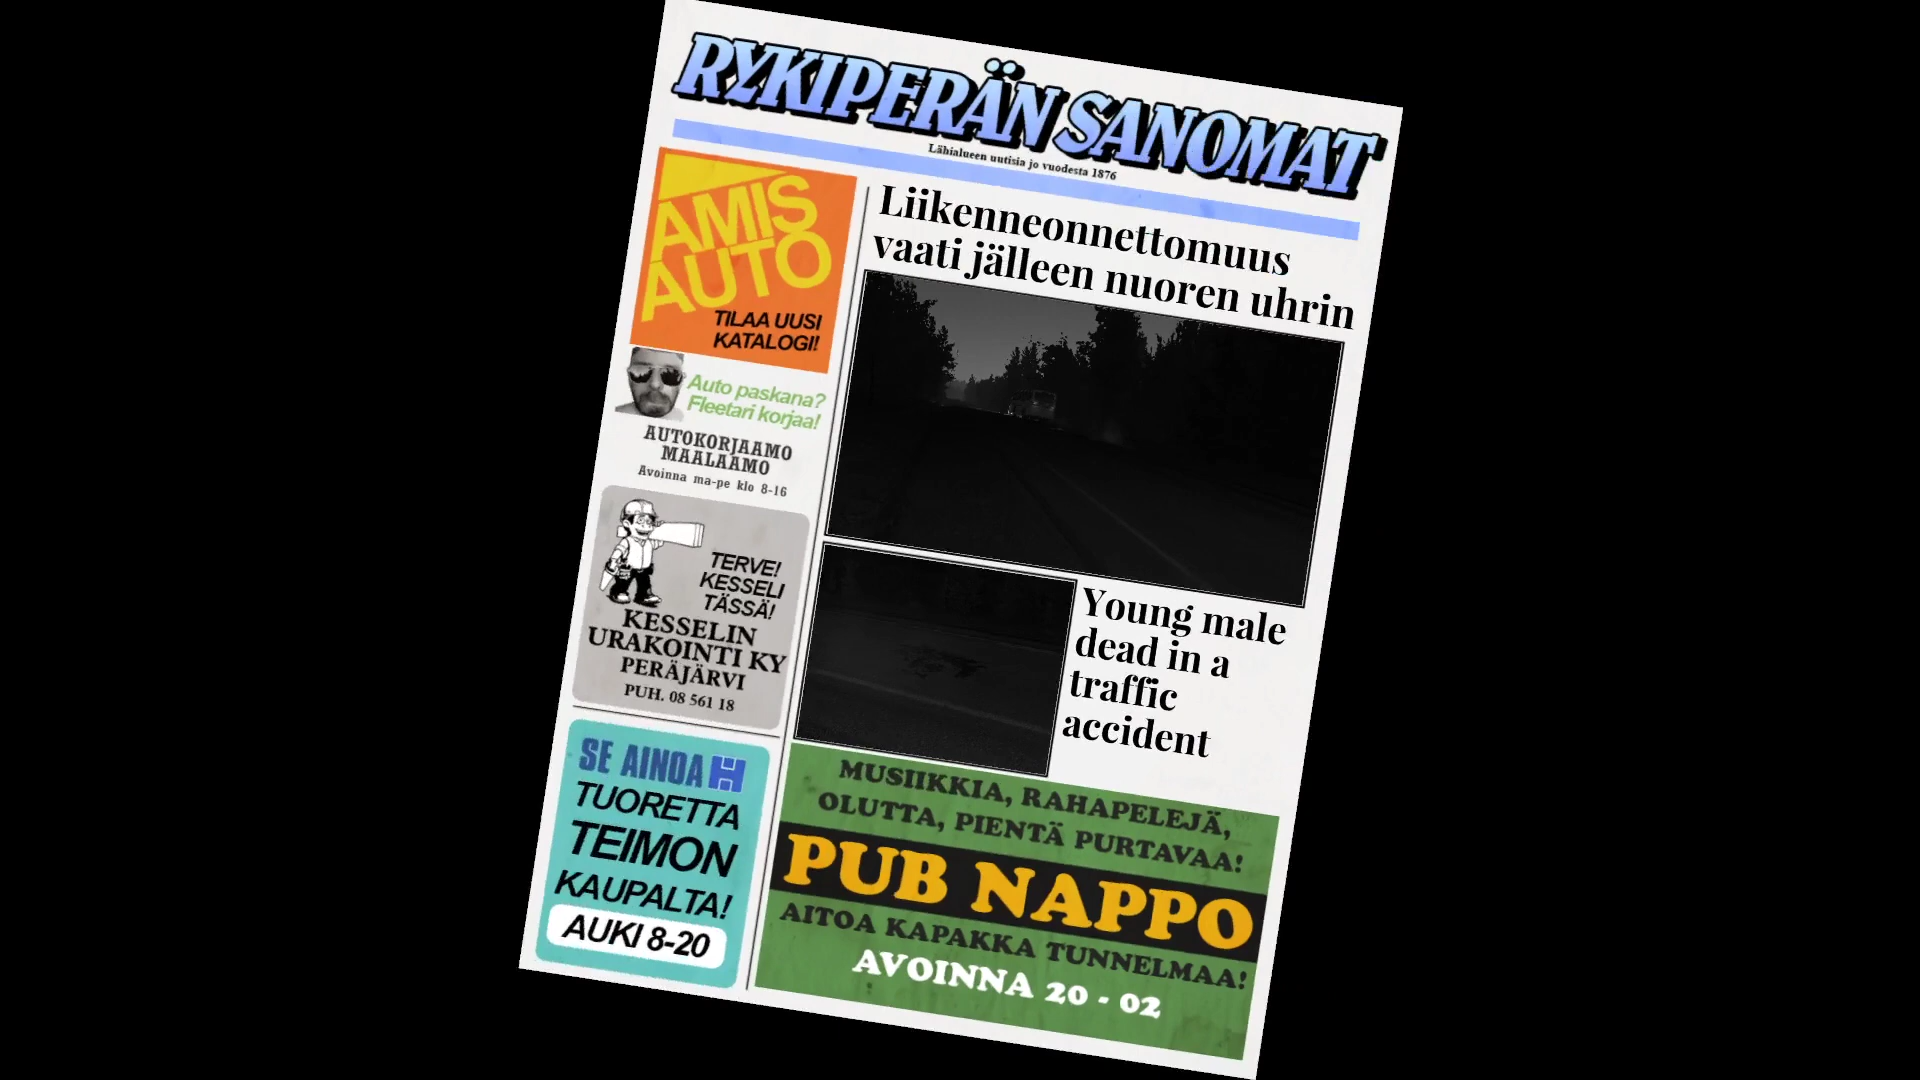 RYKIPERÄN SANOMAT
Lähialueen uutisia jo vuodesta 1876
AMIS
AUTO
TILAA UUSI
KATALOGI!
Auto paskana?
Fleetari korjaa!
AUTOKORJAAMO
MAALAAMO
Avoinna ma-pe klo 8-16
TERVE!
KESSELI
TÄSSÄ!
KESSELIN
URAKOINTI KY
PERÄJÄRVI
PUH. 08 561 18
SE AINOA H
TUORETTA
TEIMON
KAUPALTA!
AUKI 8-20
Liikenneonnettomuus
vaati jälleen nuoren uhrin
Young male
dead in a
traffic
accident
MUSIIKKIA, RAHAPELEJÄ,
OLUTTA, PIENTÄ PURTAVAA!
PUB NAPPO
AITOA KAPAKKA TUNNELMAA!
AVOINNA 20 - 02